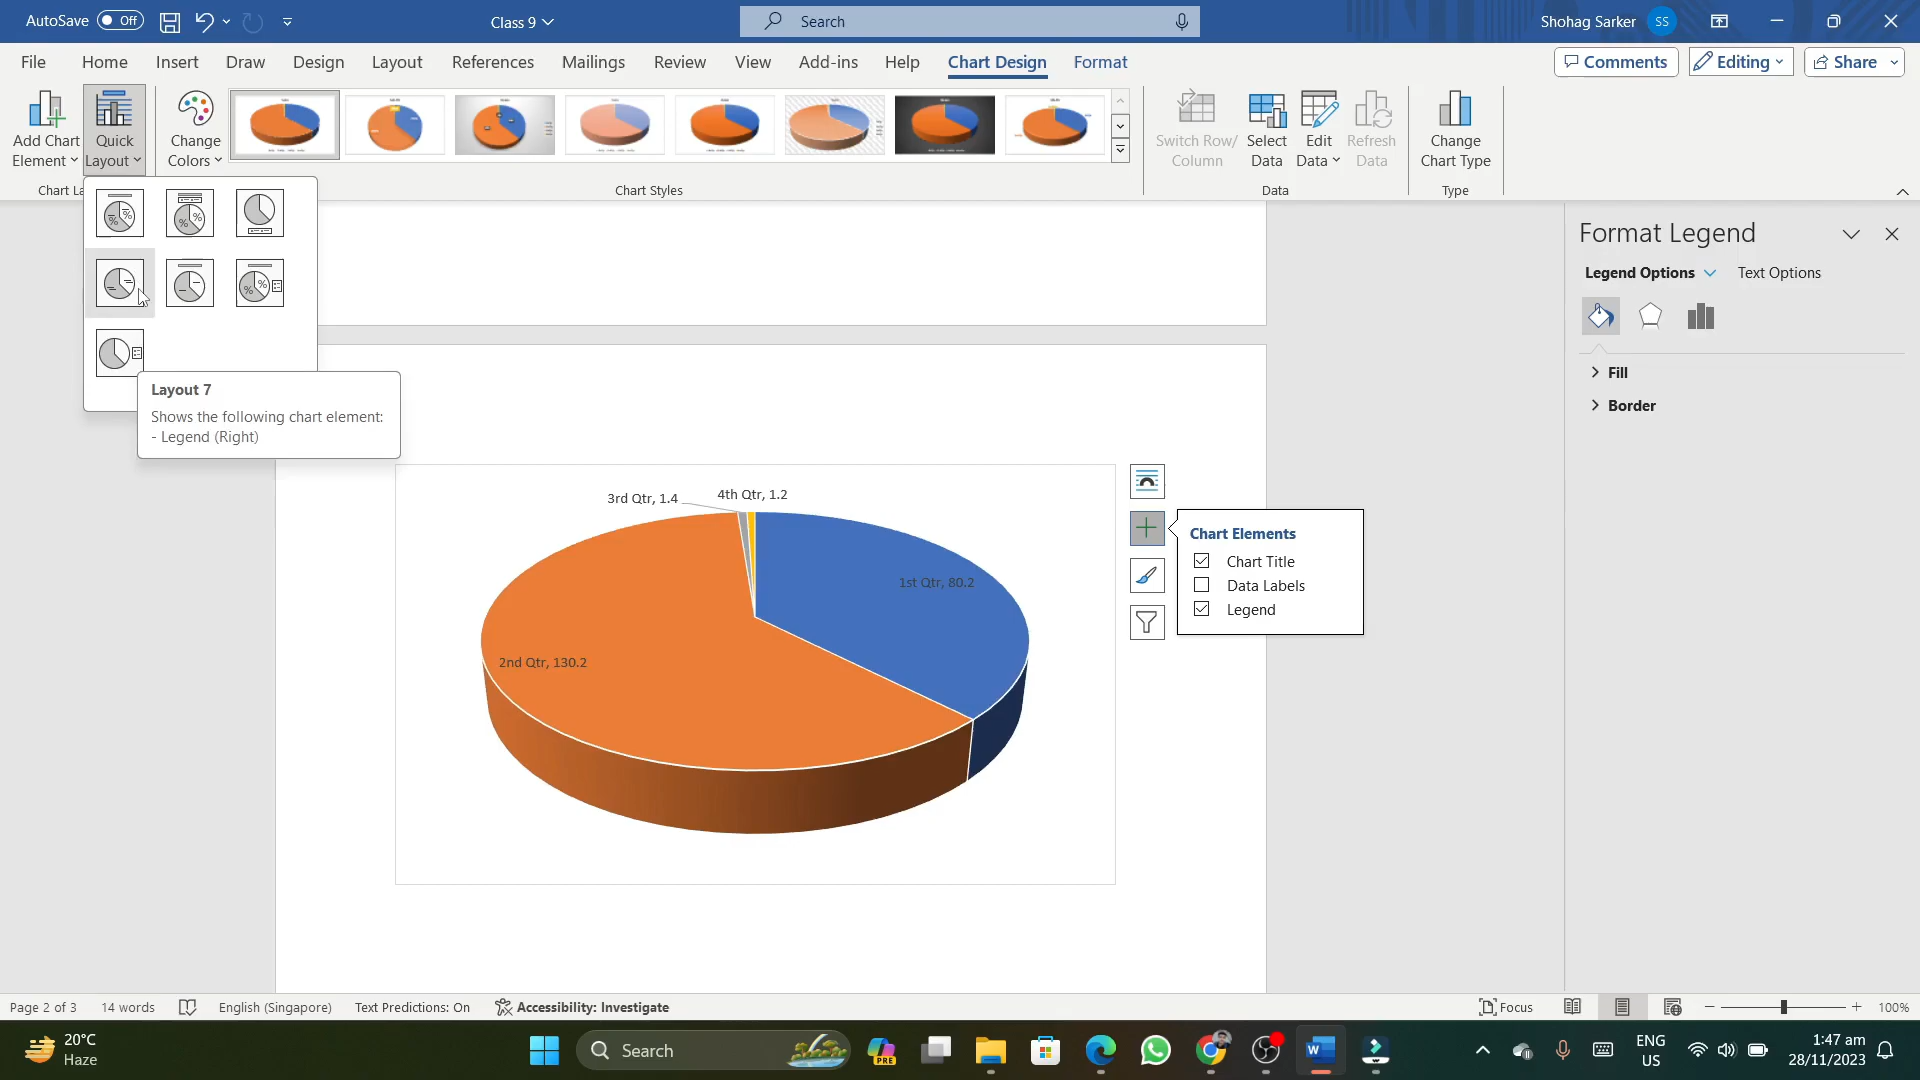 AutoSave Off
Class 9
Search
Shohag Sarker SS
File Home Insert Draw Design Layout References Mailings Review View Add-ins Help Chart Design Format
Comments Editing Share
Add Chart Element
Quick Layout
Change Colors
Switch Row/ Column
Select Data
Edit Data
Refresh Data
Change Chart Type
Chart La
Chart Styles
Data
Type
Layout 7
Shows the following chart element:
- Legend (Right)
Format Legend
Legend Options Text Options
Fill
Border
3rd Qtr, 1.4
4th Qtr, 1.2
1st Qtr, 80.2
2nd Qtr, 130.2
Chart Elements
Chart Title
Data Labels
Legend
Page 2 of 3 14 words English (Singapore) Text Predictions: On Accessibility: Investigate
Focus 100%
20°C
Haze
Search
PRE
ENG
US
1:47 am
28/11/2023